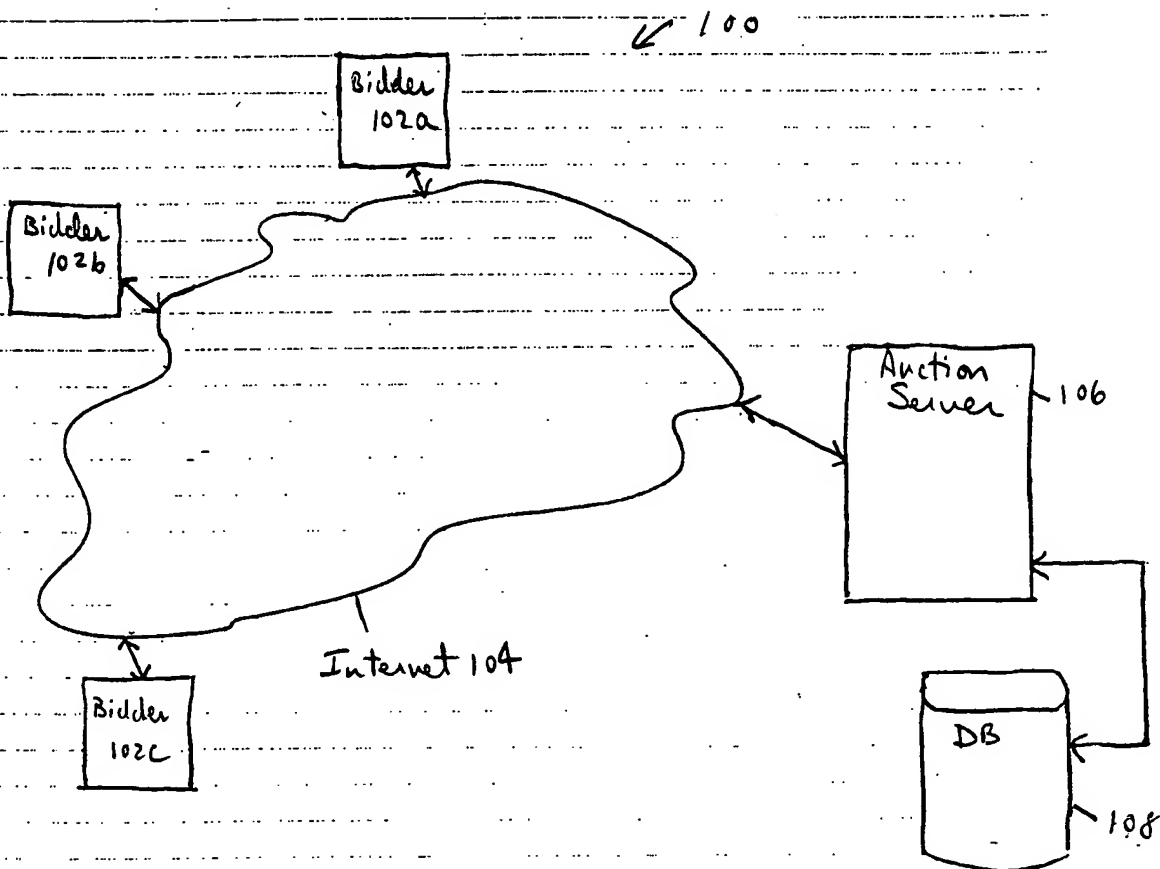 100
Bidder
102a
Bidder
102b
Auction
Server
106
Internet 104
Bidder
102c
DB
108